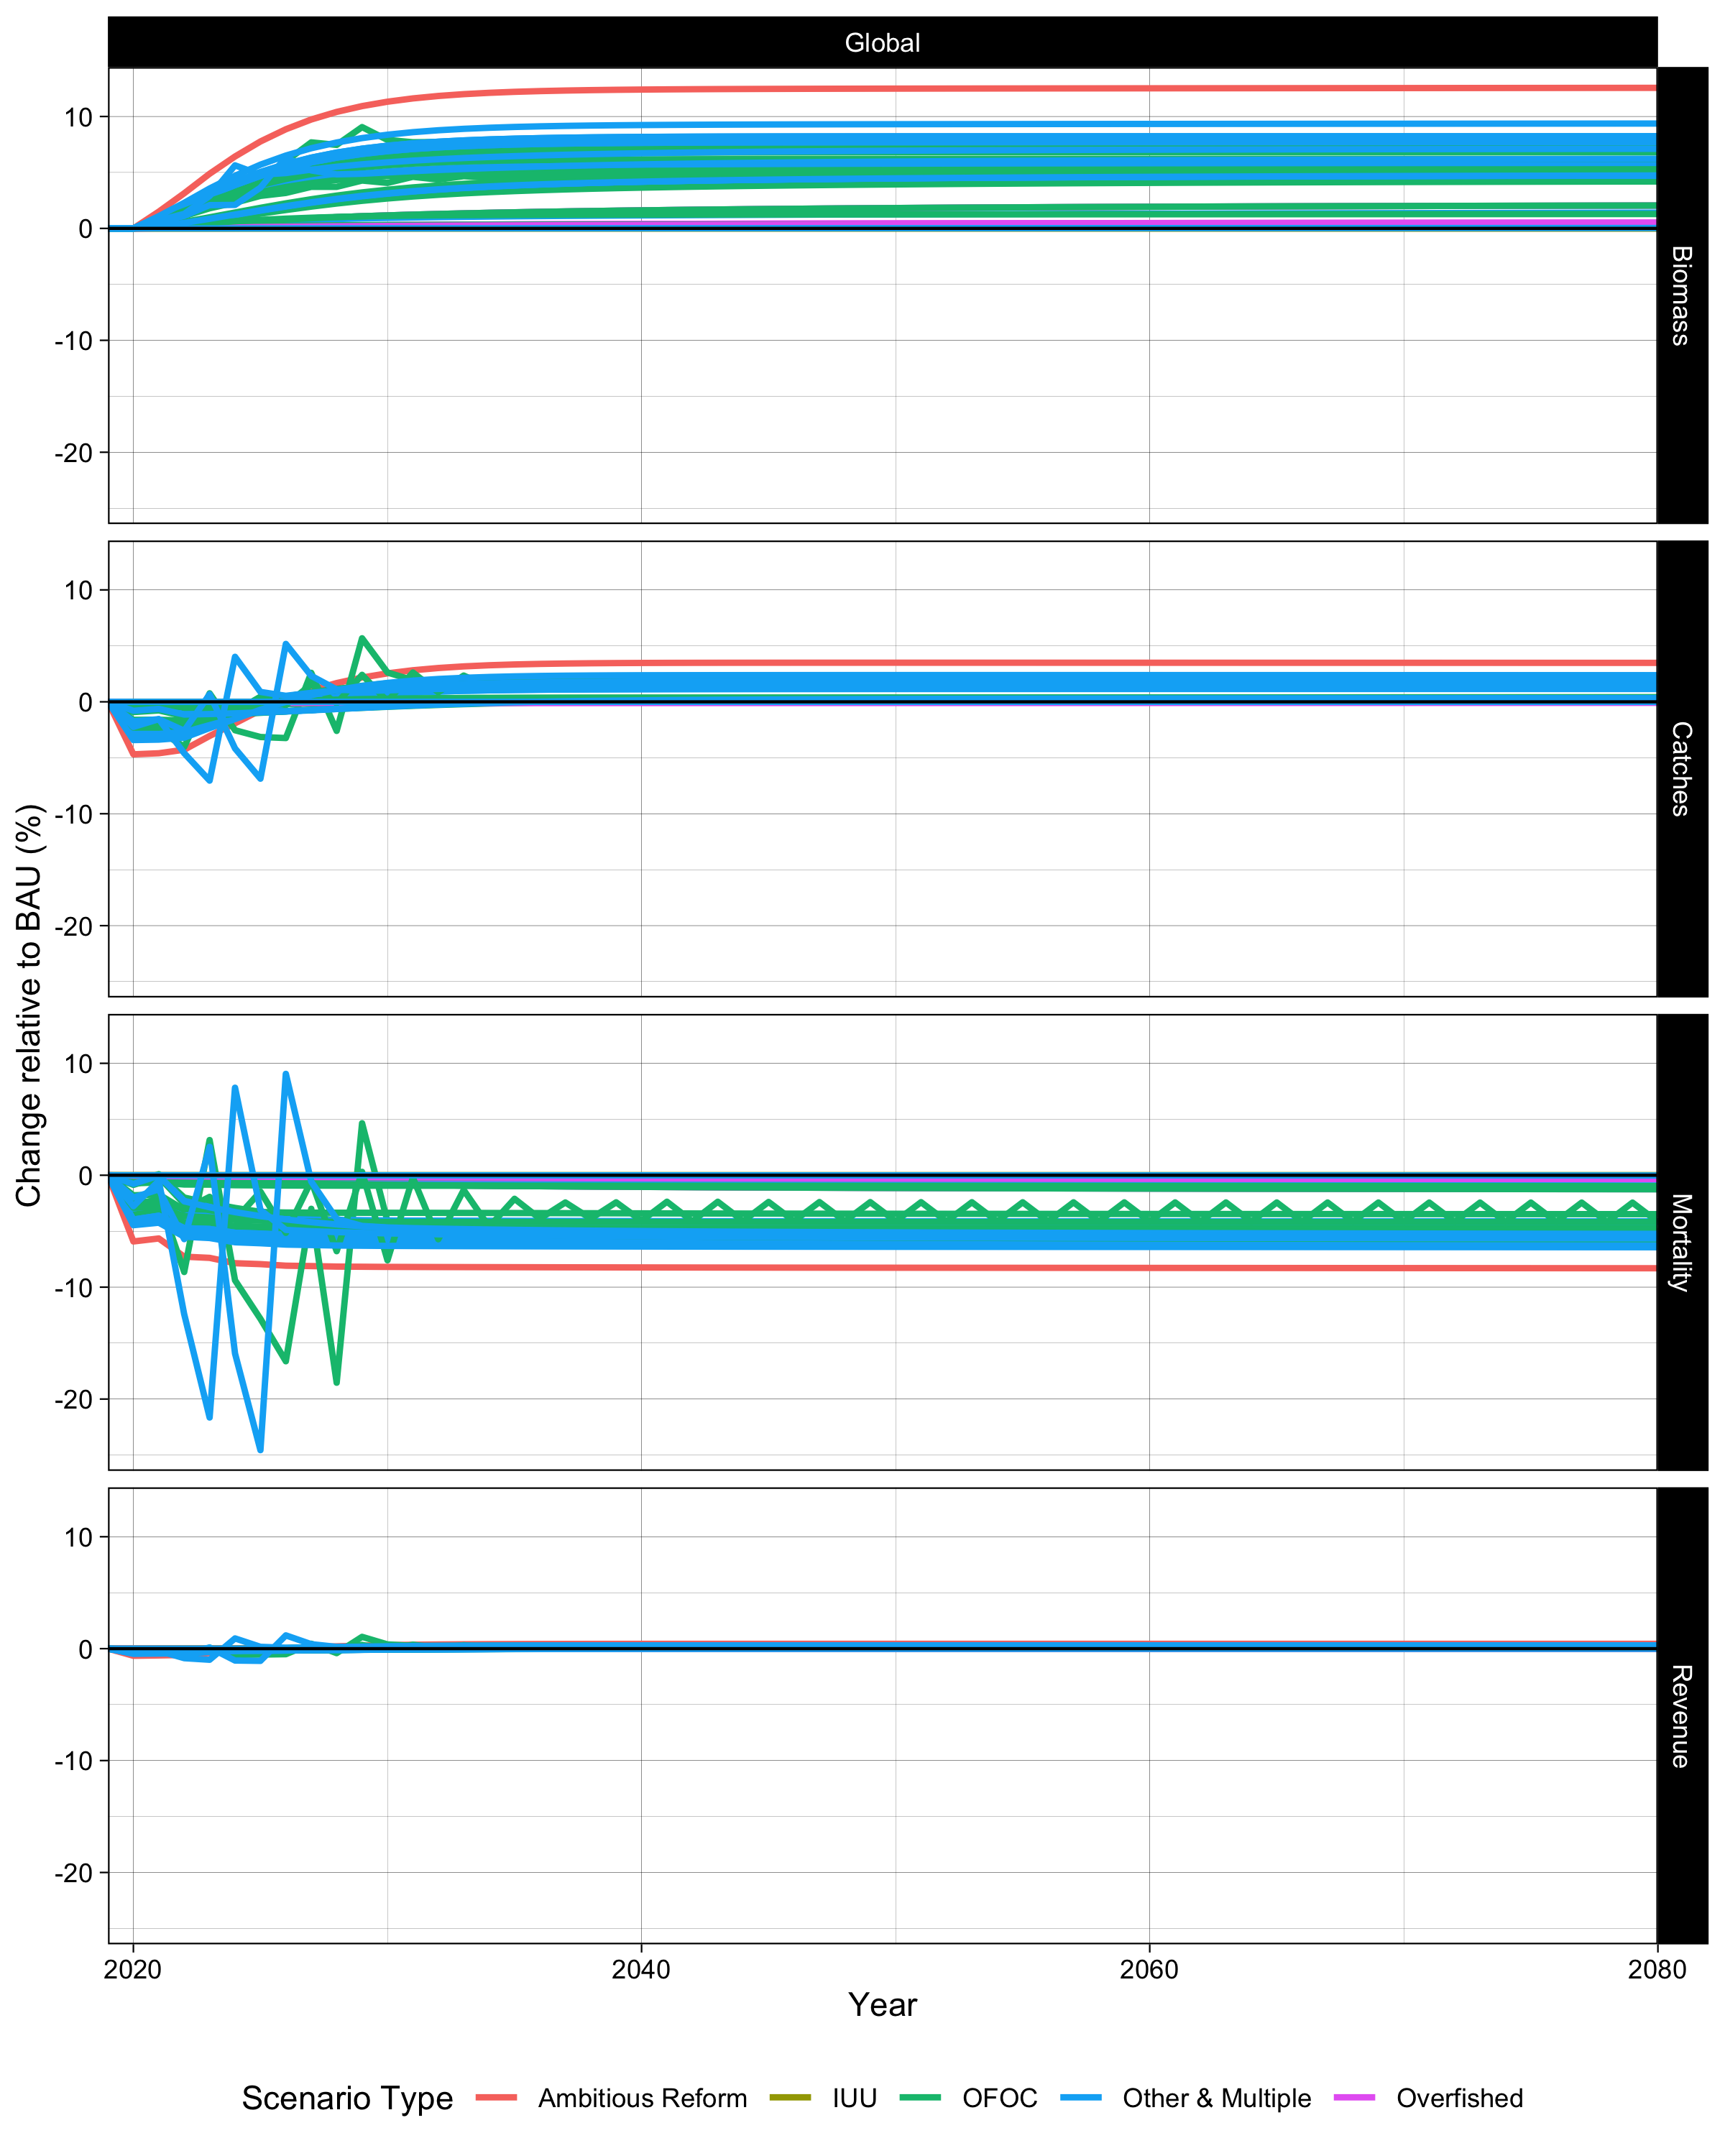 Global
10
0
-10
-20
Biomass
10
0
-10
-20
Catches
Change relative to BAU (%)
10
0
-10
-20
Mortality
10
0
-10
-20
Revenue
2020 2040 2060 2080
Year
Scenario Type Ambitious Reform IUU OFOC Other & Multiple Overfished